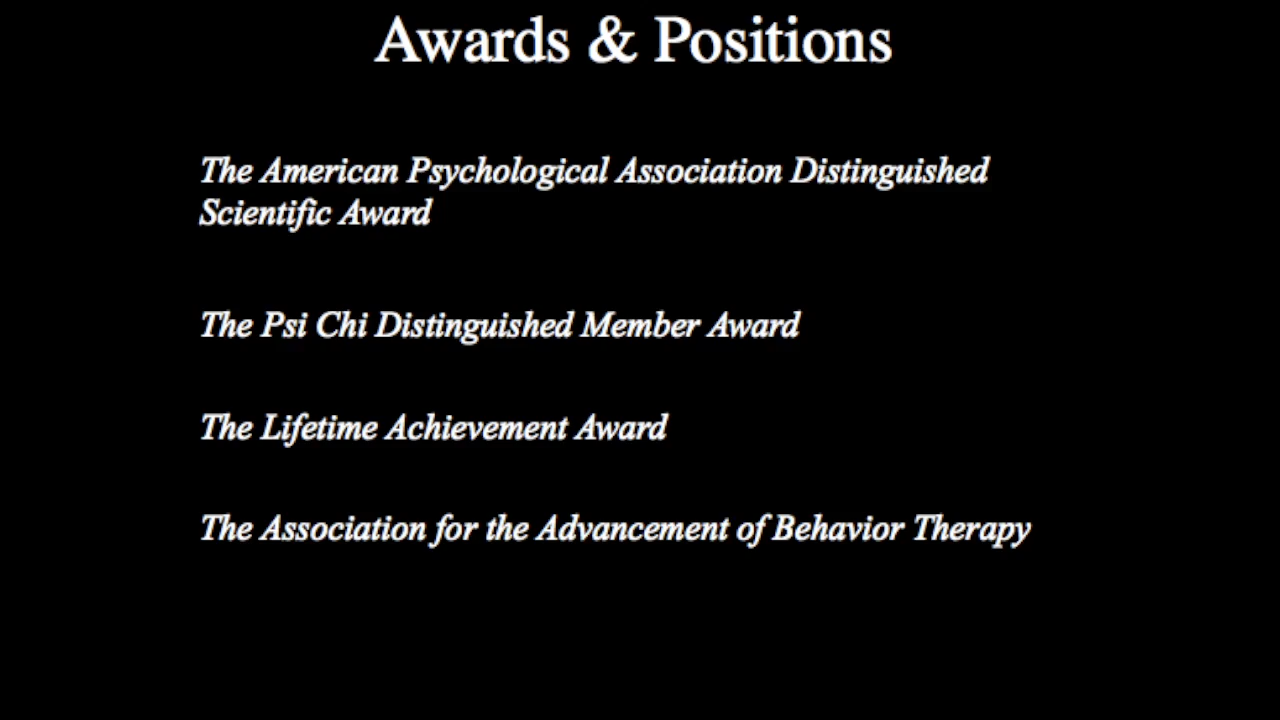 Awards & Positions
The American Psychological Association Distinguished
Scientific Award
The Psi Chi Distinguished Member Award
The Lifetime Achievement Award
The Association for the Advancement of Behavior Therapy